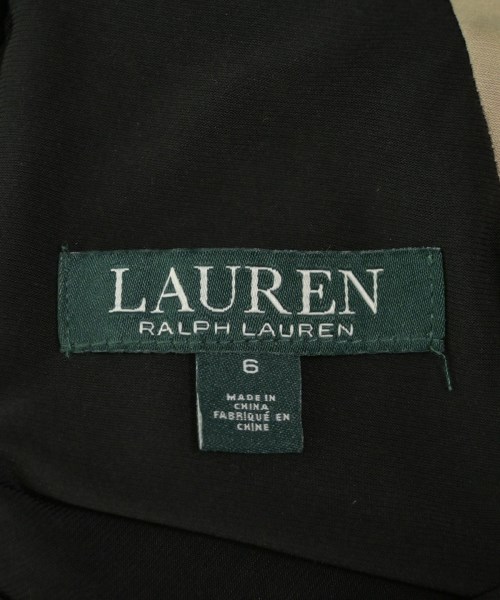 LAUREN
RALPH LAUREN
6
MADE IN
CHINA
FABRIQUÉ EN
CHINE